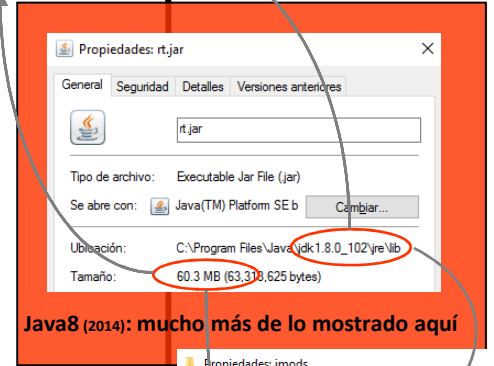 Propiedades: rt.jar
General Seguridad Detalles Versiones anteriores
rt.jar
Tipo de archivo: Executable Jar File (.jar)
Se abre con: Java(TM) Platform SE b Cambiar...
Ubicación: C:\Program Files\Java\jdk1.8.0_102\jre\lib
Tamaño: 60.3 MB (63,313,625 bytes)
Java8 (2014): mucho más de lo mostrado aquí
Propiedades: jmods